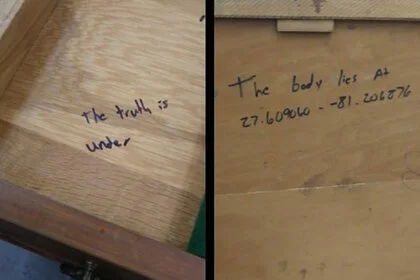 The truth is
under
The body lies At
27.609060 - -81.206876